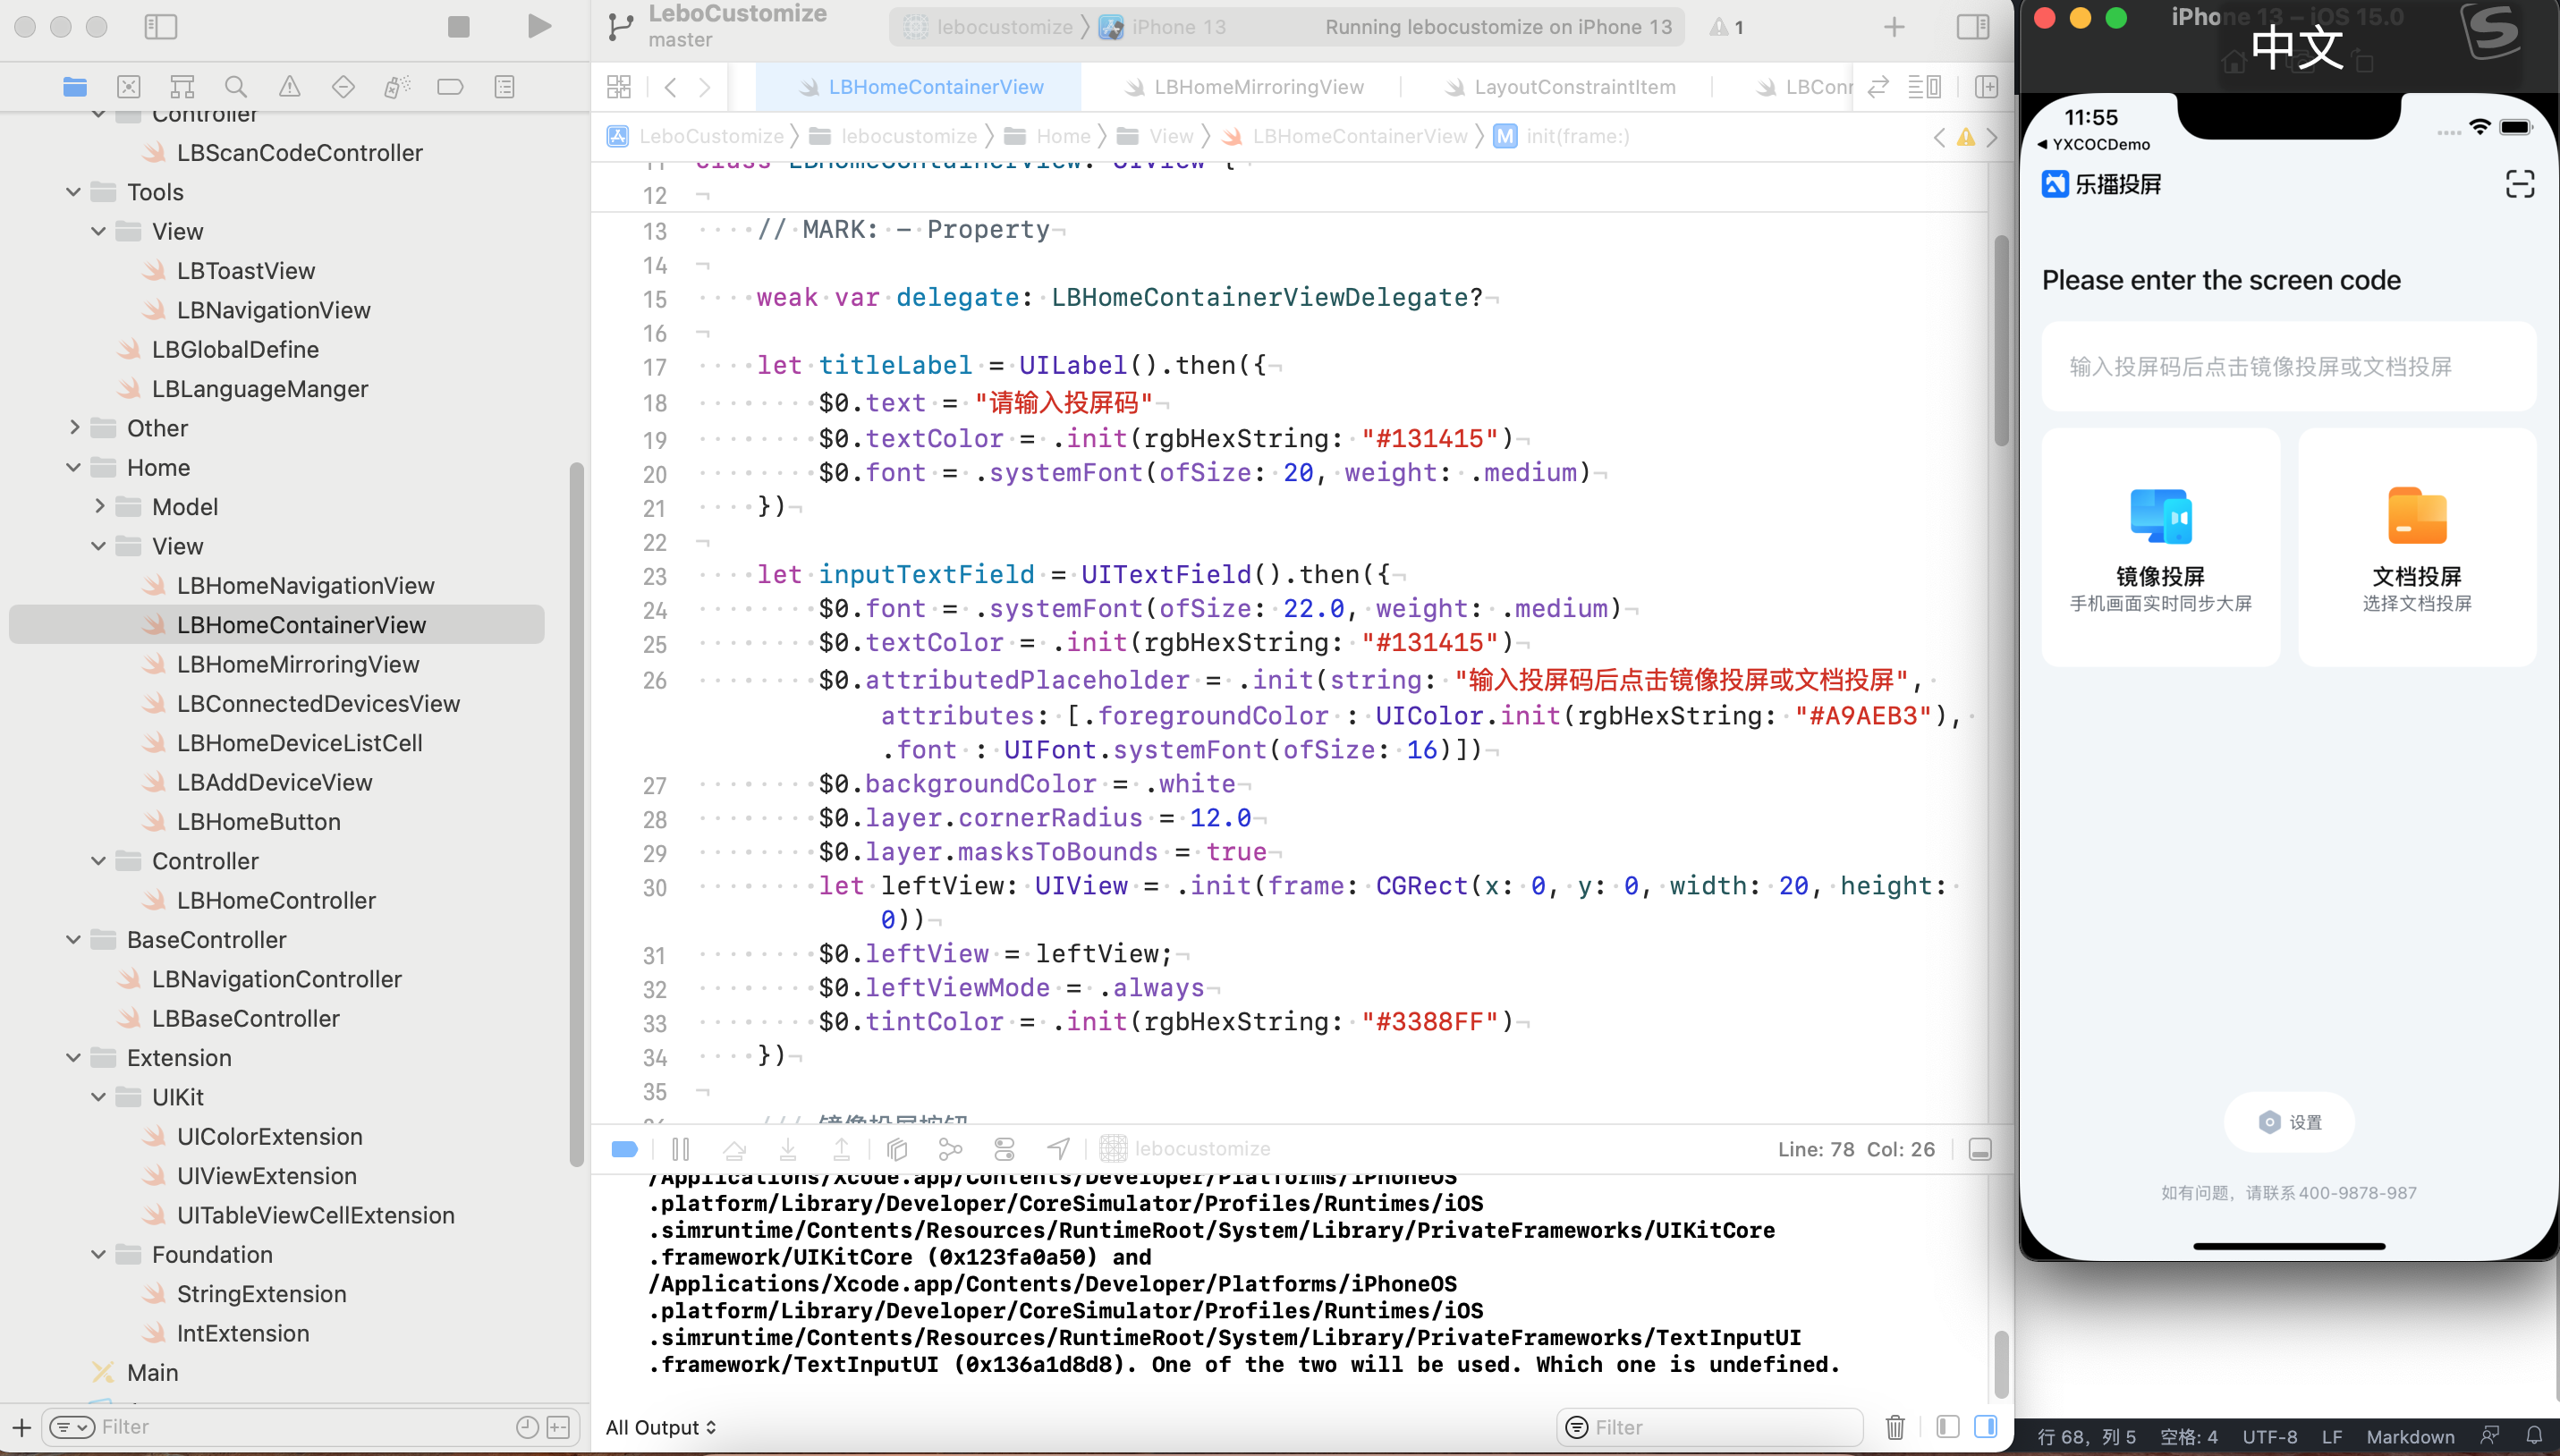 LeboCustomize
master
lebocustomize 〉 iPhone 13
Running lebocustomize on iPhone 13
1
Controller
LBScanCodeController
Tools
View
LBToastView
LBNavigationView
LBGlobalDefine
LBLanguageManger
Other
Home
Model
View
LBHomeNavigationView
LBHomeContainerView
LBHomeMirroringView
LBConnectedDevicesView
LBHomeDeviceListCell
LBAddDeviceView
LBHomeButton
Controller
LBHomeController
BaseController
LBNavigationController
LBBaseController
Extension
UIKit
UIColorExtension
UIViewExtension
UITableViewCellExtension
Foundation
StringExtension
IntExtension
Main
Filter
LBHomeContainerView
LBHomeMirroringView
LayoutConstraintItem
LBConr
LeboCustomize 〉 lebocustomize 〉 Home 〉 View 〉 LBHomeContainerView 〉 M init(frame:)
11 class LBHomeContainerView: UIView {
12
13 // MARK: - Property
14
15 weak var delegate: LBHomeContainerViewDelegate?
16
17 let titleLabel = UILabel().then({
18 $0.text = "请输入投屏码"
19 $0.textColor = .init(rgbHexString: "#131415")
20 $0.font = .systemFont(ofSize: 20, weight: .medium)
21 })
22
23 let inputTextField = UITextField().then({
24 $0.font = .systemFont(ofSize: 22.0, weight: .medium)
25 $0.textColor = .init(rgbHexString: "#131415")
26 $0.attributedPlaceholder = .init(string: "输入投屏码后点击镜像投屏或文档投屏",
attributes: [.foregroundColor : UIColor.init(rgbHexString: "#A9AEB3"),
.font : UIFont.systemFont(ofSize: 16)])
27 $0.backgroundColor = .white
28 $0.layer.cornerRadius = 12.0
29 $0.layer.masksToBounds = true
30 let leftView: UIView = .init(frame: CGRect(x: 0, y: 0, width: 20, height:
0))
31 $0.leftView = leftView;
32 $0.leftViewMode = .always
33 $0.tintColor = .init(rgbHexString: "#3388FF")
34 })
35
36 /// 镜像投屏按钮
lebocustomize
Line: 78 Col: 26
/Applications/Xcode.app/Contents/Developer/Platforms/iPhoneOS
.platform/Library/Developer/CoreSimulator/Profiles/Runtimes/iOS
.simruntime/Contents/Resources/RuntimeRoot/System/Library/PrivateFrameworks/UIKitCore
.framework/UIKitCore (0x123fa0a50) and
/Applications/Xcode.app/Contents/Developer/Platforms/iPhoneOS
.platform/Library/Developer/CoreSimulator/Profiles/Runtimes/iOS
.simruntime/Contents/Resources/RuntimeRoot/System/Library/PrivateFrameworks/TextInputUI
.framework/TextInputUI (0x136a1d8d8). One of the two will be used. Which one is undefined.
All Output
Filter
iPhone 13 – iOS 15.0
中文
11:55
YXCOCDemo
乐播投屏
Please enter the screen code
输入投屏码后点击镜像投屏或文档投屏
镜像投屏
手机画面实时同步大屏
文档投屏
选择文档投屏
设置
如有问题，请联系400-9878-987
行 68，列 5 空格: 4 UTF-8 LF Markdown